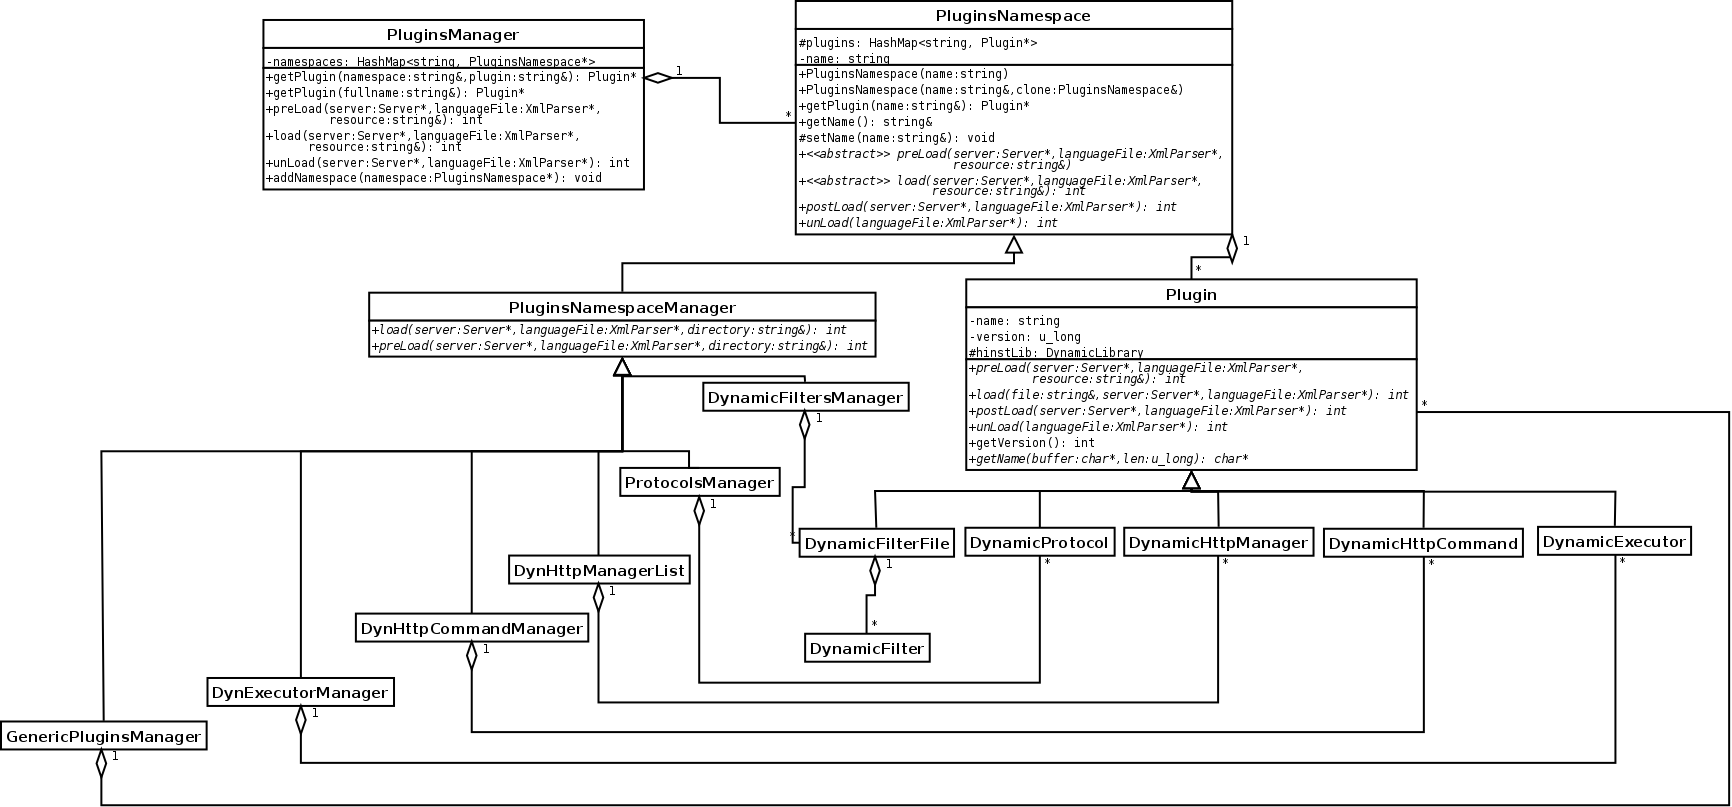 PluginsManager
-namespaces: HashMap<string, PluginsNamespace*>
+getPlugin(namespace:string&,plugin:string&): Plugin*
+getPlugin(fullname:string&): Plugin*
+preLoad(server:Server*,languageFile:XmlParser*,
resource:string&): int
+load(server:Server*,languageFile:XmlParser*,
resource:string&): int
+unLoad(server:Server*,languageFile:XmlParser*): int
+addNamespace(namespace:PluginsNamespace*): void
1
*
PluginsNamespace
#plugins: HashMap<string, Plugin*>
-name: string
+PluginsNamespace(name:string)
+PluginsNamespace(name:string&,clone:PluginsNamespace&)
+getPlugin(name:string&): Plugin*
+getName(): string&
#setName(name:string&): void
+<<abstract>> preLoad(server:Server*,languageFile:XmlParser*,
resource:string&)
+<<abstract>> load(server:Server*,languageFile:XmlParser*,
resource:string&): int
+postLoad(server:Server*,languageFile:XmlParser*): int
+unLoad(languageFile:XmlParser*): int
1
*
PluginsNamespaceManager
+load(server:Server*,languageFile:XmlParser*,directory:string&): int
+preLoad(server:Server*,languageFile:XmlParser*,directory:string&): int
Plugin
-name: string
-version: u_long
#hinstLib: DynamicLibrary
+preLoad(server:Server*,languageFile:XmlParser*,
resource:string&): int
+load(file:string&,server:Server*,languageFile:XmlParser*): int
+postLoad(server:Server*,languageFile:XmlParser*): int
+unLoad(languageFile:XmlParser*): int
+getVersion(): int
+getName(buffer:char*,len:u_long): char*
*
DynamicFiltersManager
1
ProtocolsManager
1
*
DynamicFilterFile
1
DynamicProtocol
*
DynamicHttpManager
*
DynamicHttpCommand
*
DynamicExecutor
*
DynHttpManagerList
1
DynHttpCommandManager
1
*
DynamicFilter
DynExecutorManager
1
GenericPluginsManager
1